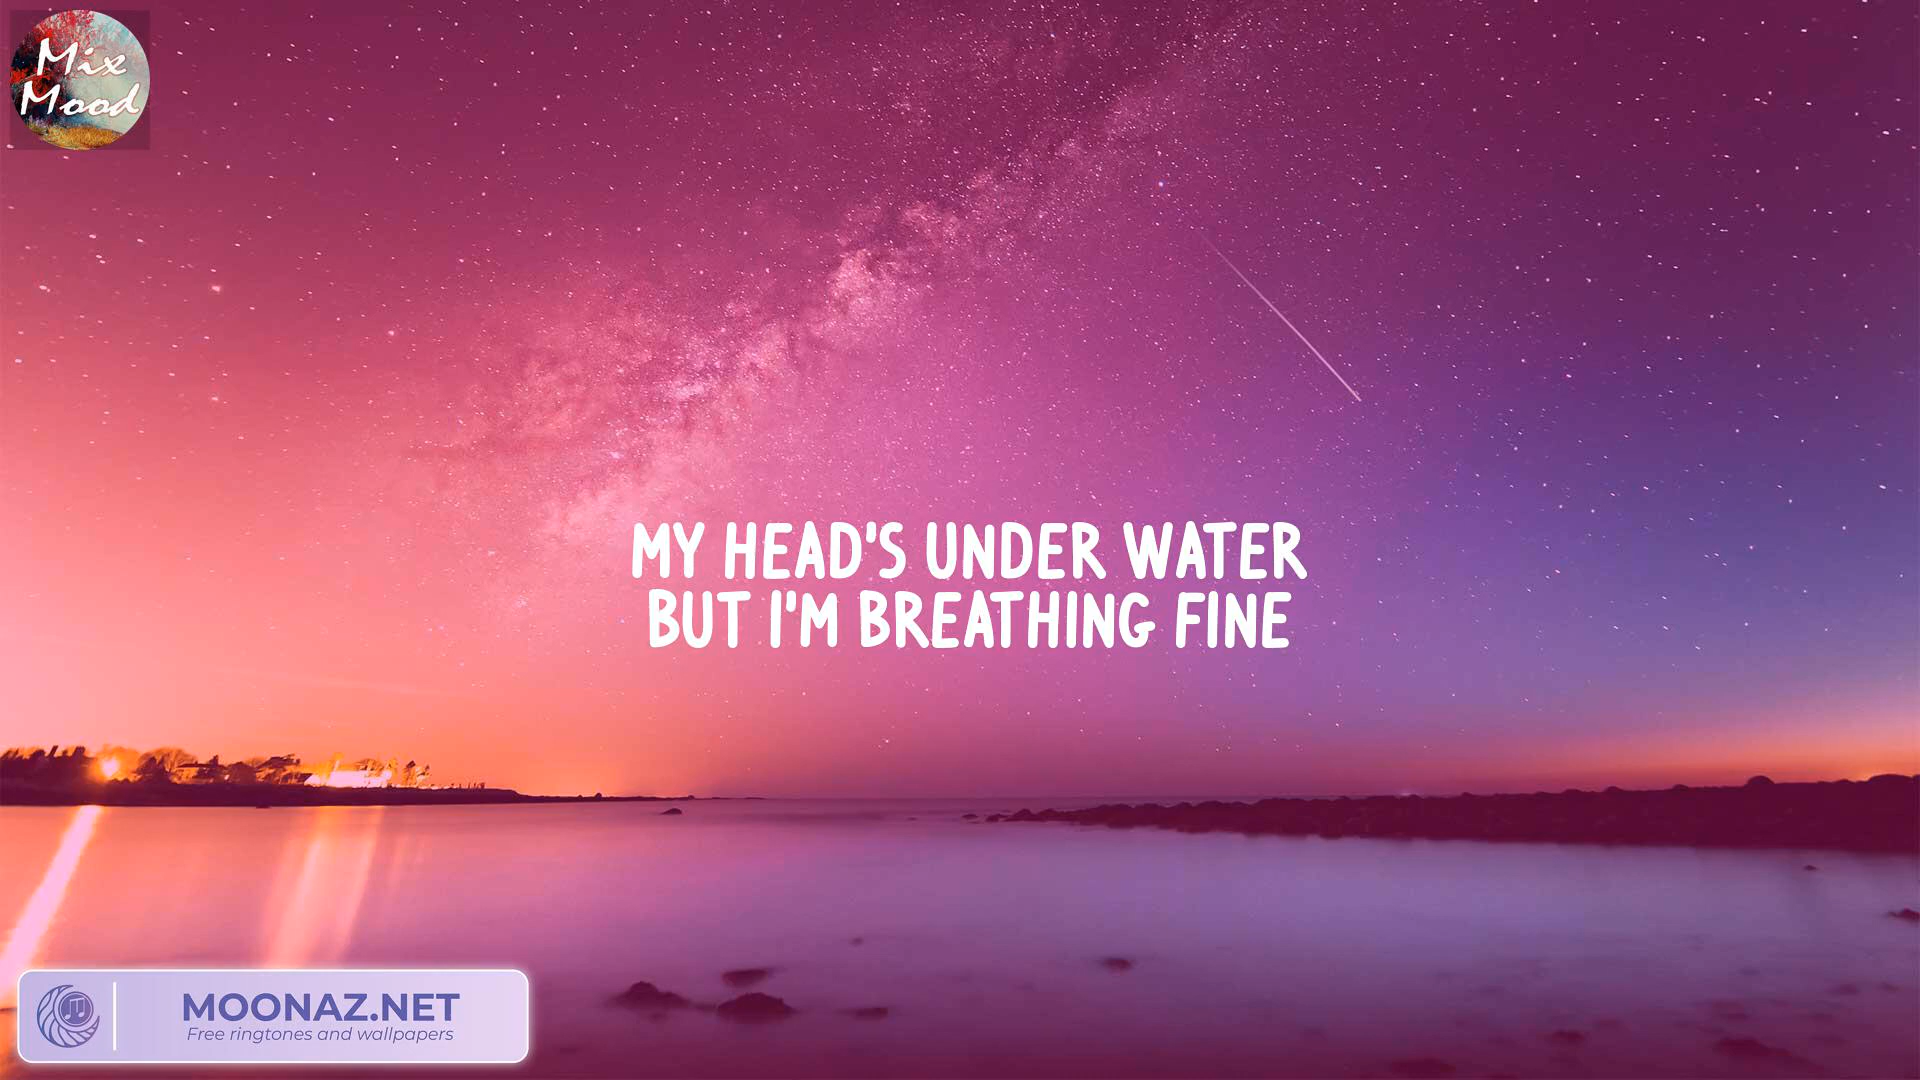 Mix
Mood
MY HEAD'S UNDER WATER
BUT I'M BREATHING FINE
MOONAZ.NET
Free ringtones and wallpapers